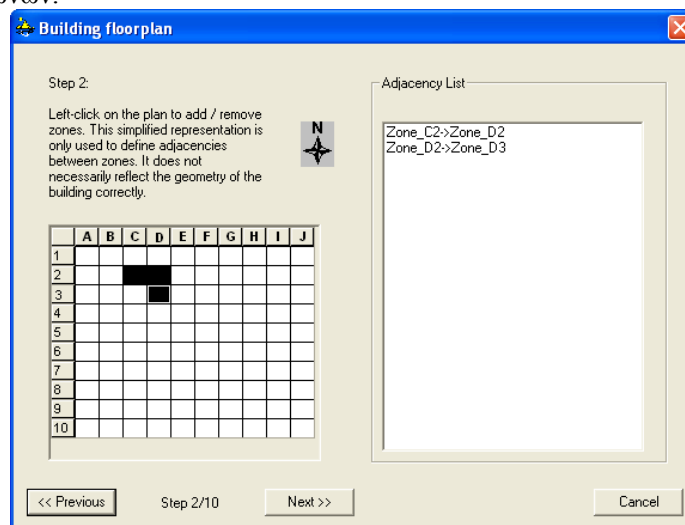 Building floorplan
Step 2:
Left-click on the plan to add / remove
zones. This simplified representation is
only used to define adjacencies
between zones. It does not
necessarily reflect the geometry of the
building correctly.
N
A B C D E F G H I J
1
2
3
4
5
6
7
8
9
10
Adjacency List
Zone_C2->Zone_D2
Zone_D2->Zone_D3
<< Previous
Step 2/10
Next >>
Cancel